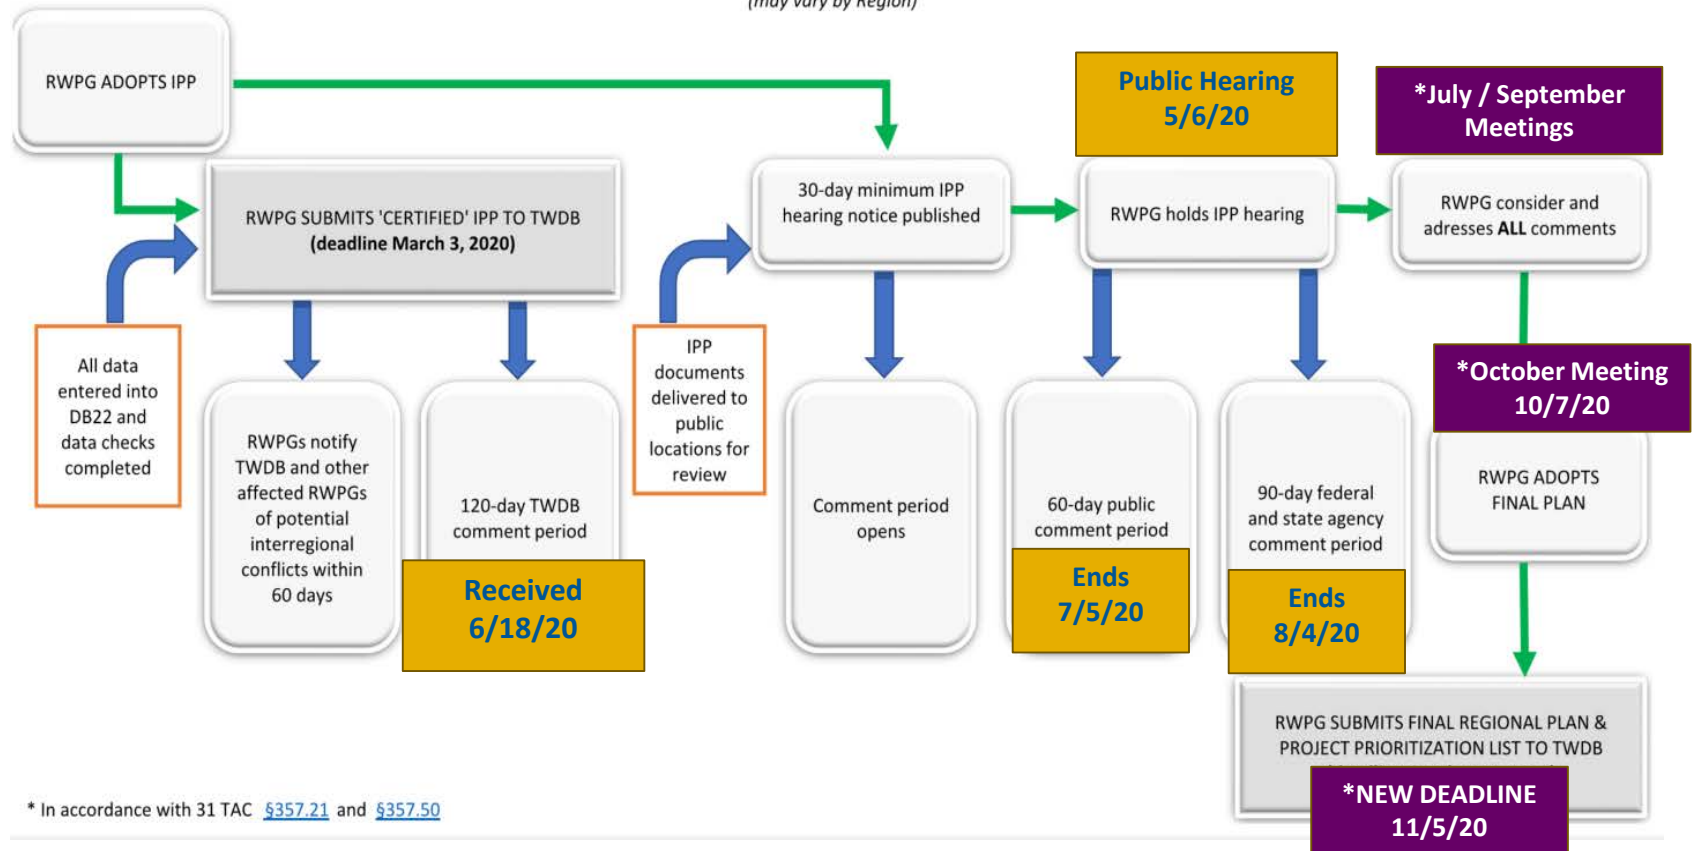 (may vary by Region)
RWPG ADOPTS IPP
Public Hearing
5/6/20
*July / September
Meetings
RWPG SUBMITS 'CERTIFIED' IPP TO TWDB
(deadline March 3, 2020)
30-day minimum IPP
hearing notice published
RWPG holds IPP hearing
RWPG consider and
adresses ALL comments
All data
entered into
DB22 and
data checks
completed
RWPGs notify
TWDB and other
affected RWPGs
of potential
interregional
conflicts within
60 days
120-day TWDB
comment period
Received
6/18/20
IPP
documents
delivered to
public
locations for
review
Comment period
opens
60-day public
comment period
Ends
7/5/20
90-day federal
and state agency
comment period
Ends
8/4/20
*October Meeting
10/7/20
RWPG ADOPTS
FINAL PLAN
RWPG SUBMITS FINAL REGIONAL PLAN &
PROJECT PRIORITIZATION LIST TO TWDB
*NEW DEADLINE
11/5/20
* In accordance with 31 TAC §357.21 and §357.50